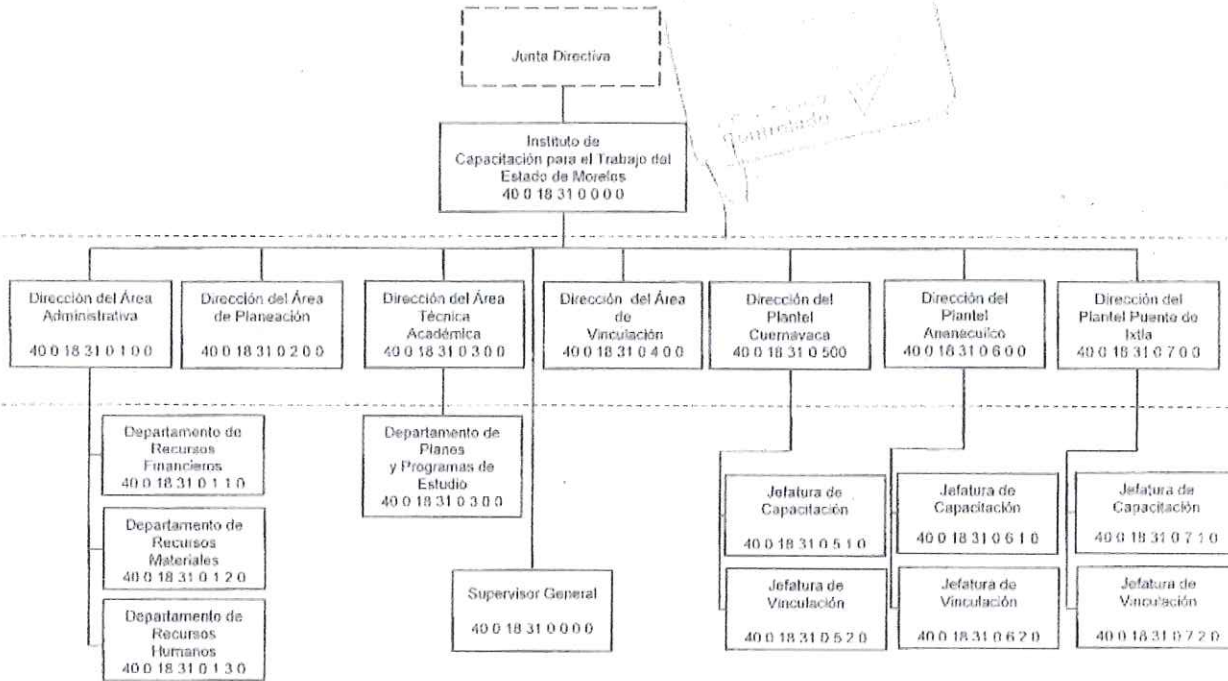 Junta Directiva
Controlado
Instituto de
Capacitación para el Trabajo del
Estado de Morelos
40 0 18 31 0 0 0 0
Dirección del Área
Administrativa
40 0 18 31 0 1 0 0
Dirección del Área
de Planeación
40 0 18 31 0 2 0 0
Dirección del Área
Técnica
Académica
40 0 18 31 0 3 0 0
Dirección del Área
de
Vinculación
40 0 18 31 0 4 0 0
Dirección del
Plantel
Cuernavaca
40 0 18 31 0 500
Dirección del
Plantel
Anenecuilco
40 0 18 31 0 6 0 0
Dirección del
Plantel Puente de
Ixtla
40 0 18 31 0 7 0 0
Departamento de
Recursos
Financieros
40 0 18 31 0 1 1 0
Departamento de
Recursos
Materiales
40 0 18 31 0 1 2 0
Departamento de
Recursos
Humanos
40 0 18 31 0 1 3 0
Departamento de
Planes
y Programas de
Estudio
40 0 18 31 0 3 0 0
Supervisor General
40 0 18 31 0 0 0 0
Jefatura de
Capacitación
40 0 18 31 0 5 1 0
Jefatura de
Vinculación
40 0 18 31 0 5 2 0
Jefatura de
Capacitación
40 0 18 31 0 6 1 0
Jefatura de
Vinculación
40 0 18 31 0 6 2 0
Jefatura de
Capacitación
40 0 18 31 0 7 1 0
Jefatura de
Vinculación
40 0 18 31 0 7 2 0